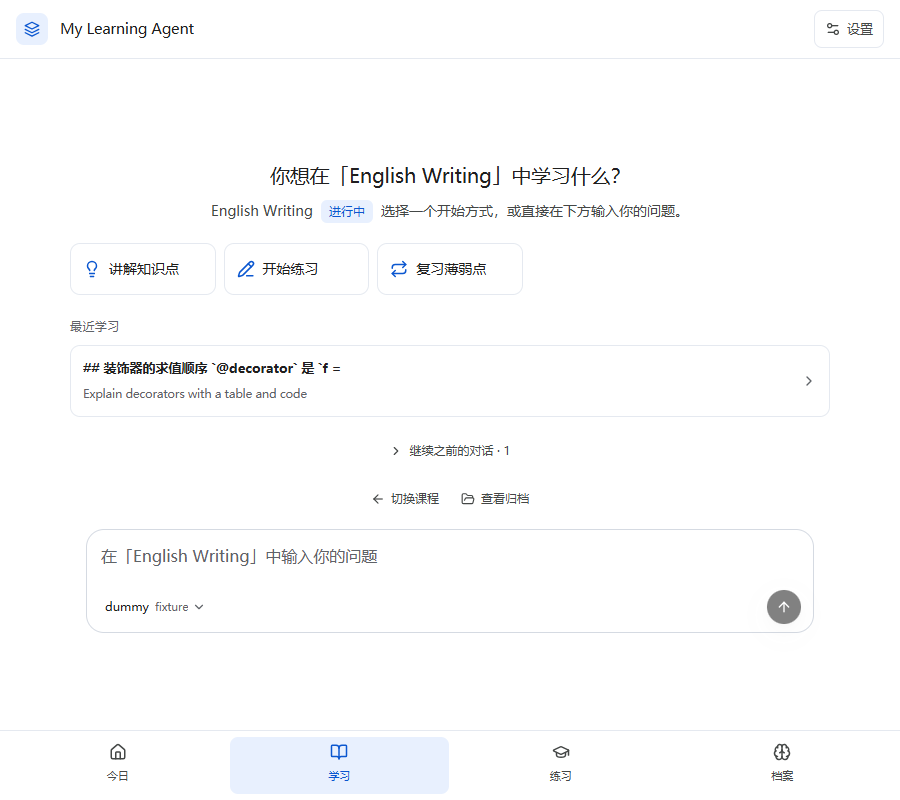 My Learning Agent
设置
你想在「English Writing」中学习什么?
English Writing 进行中 选择一个开始方式，或直接在下方输入你的问题。
讲解知识点 开始练习 复习薄弱点
最近学习
## 装饰器的求值顺序 `@decorator` 是 `f =
Explain decorators with a table and code
继续之前的对话 · 1
切换课程 查看归档
在「English Writing」中输入你的问题
dummy fixture
今日 学习 练习 档案